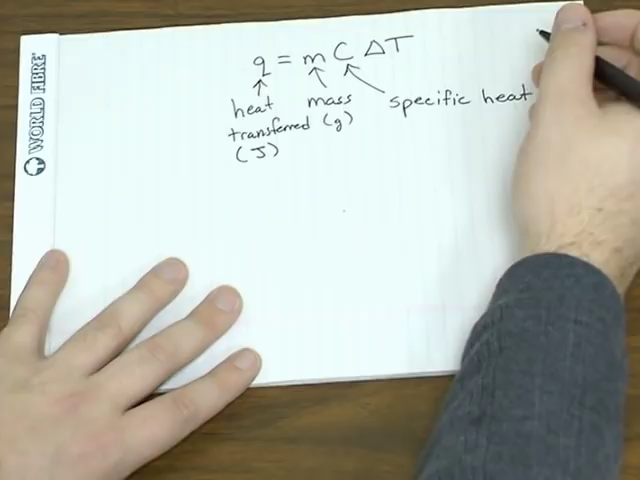 WORLD FIBRE
q = m C ΔT
heat transferred (J)
mass (g)
specific heat